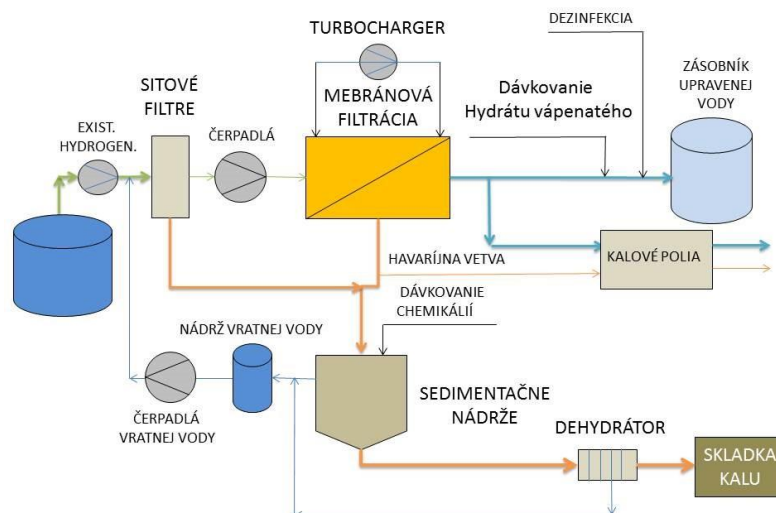 TURBOCHARGER
DEZINFEKCIA
SITOVÉ
FILTRE
MEBRÁNOVÁ
FILTRÁCIA
Dávkovanie
Hydrátu vápenatého
ZÁSOBNÍK
UPRAVENEJ
VODY
EXIST.
HYDROGEN.
ČERPADLÁ
HAVARÍJNA VETVA
KALOVÉ POLIA
DÁVKOVANIE
CHEMIKÁLIÍ
NÁDRŽ VRATNEJ VODY
ČERPADLÁ
VRATNEJ VODY
SEDIMENTAČNE
NÁDRŽE
DEHYDRÁTOR
SKLADKA
KALU